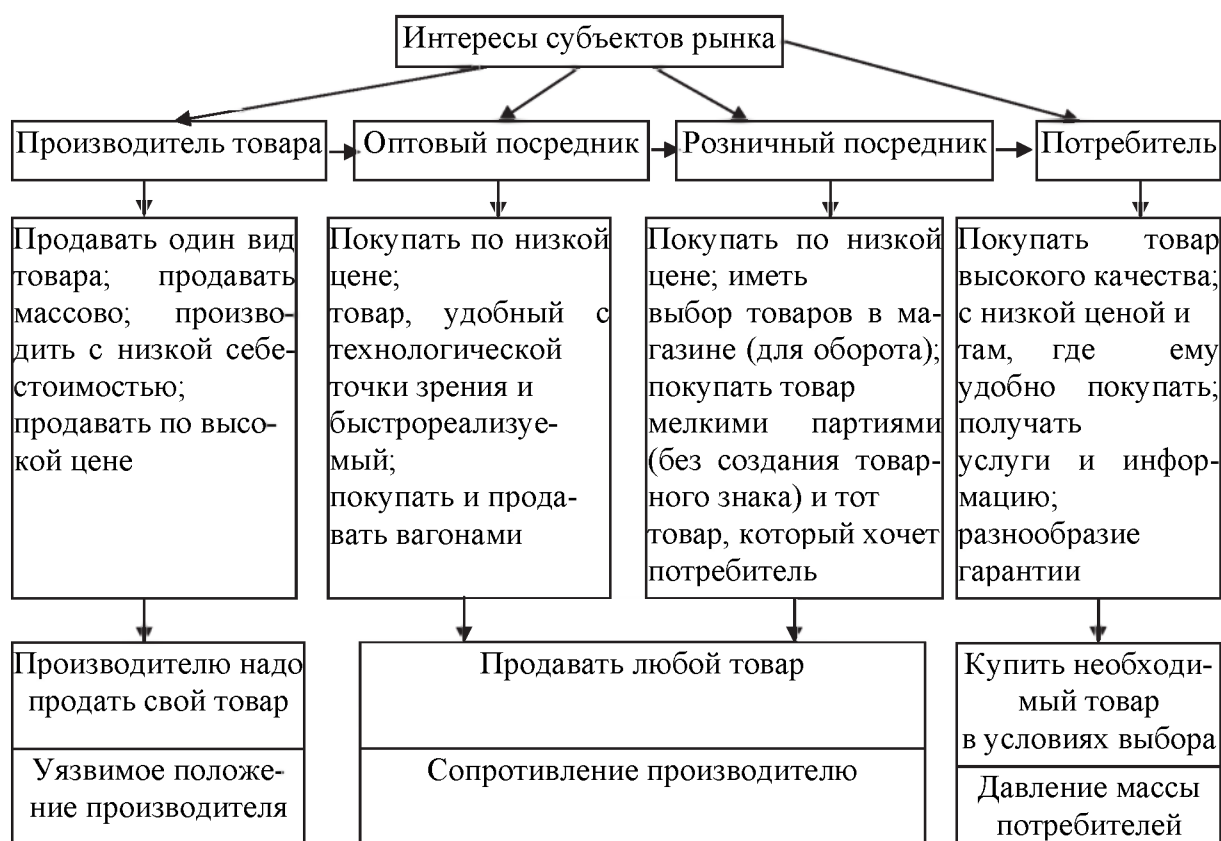 Интересы субъектов рынка
Производитель товара
Оптовый посредник
Розничный посредник
Потребитель
Продавать один вид
товара; продавать
массово; произво-
дить с низкой себе-
стоимостью;
продавать по высо-
кой цене
Покупать по низкой
цене;
товар, удобный с
технологической
точки зрения и
быстрореализуе-
мый;
покупать и прода-
вать вагонами
Покупать по низкой
цене; иметь
выбор товаров в ма-
газине (для оборота);
покупать товар
мелкими партиями
(без создания товар-
ного знака) и тот
товар, который хочет
потребитель
Покупать товар
высокого качества;
с низкой ценой и
там, где ему
удобно покупать;
получать
услуги и инфор-
мацию;
разнообразие
гарантии
Производителю надо
продать свой товар
Продавать любой товар
Купить необходи-
мый товар
в условиях выбора
Уязвимое положе-
ние производителя
Сопротивление производителю
Давление массы
потребителей